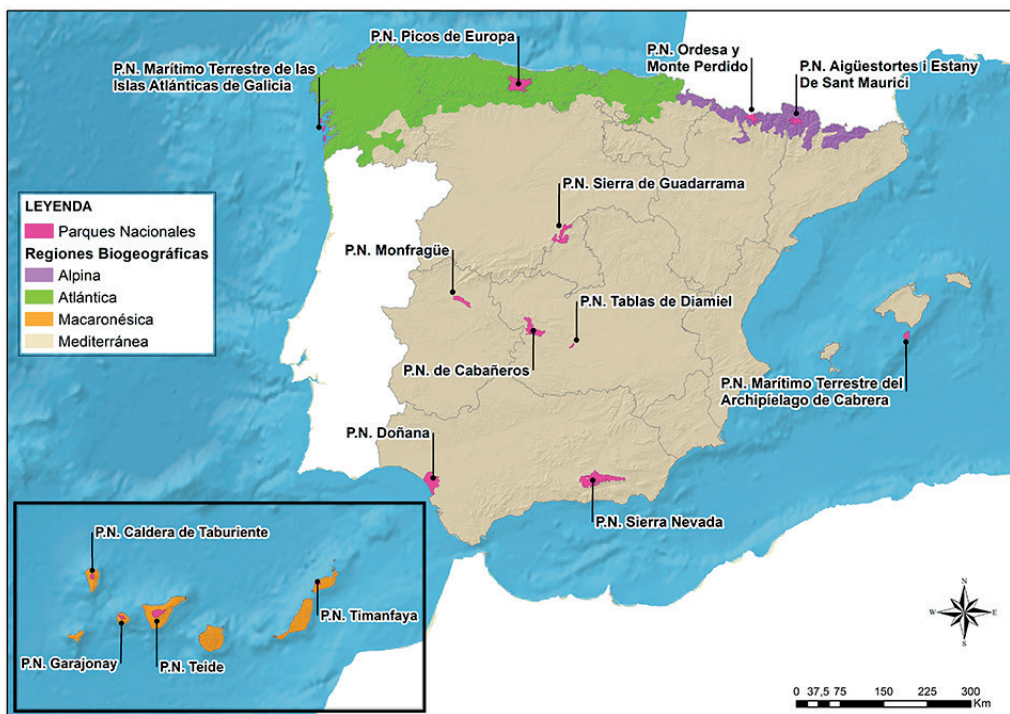 P.N. Picos de Europa
P.N. Marítimo Terrestre de las
Islas Atlánticas de Galicia
P.N. Ordesa y
Monte Perdido
P.N. Aigüestortes i Estany
De Sant Maurici
LEYENDA
Parques Nacionales
Regiones Biogeográficas
Alpina
Atlántica
Macaronésica
Mediterránea
P.N. Sierra de Guadarrama
P.N. Monfragüe
P.N. Tablas de Diamiel
P.N. de Cabañeros
P.N. Marítimo Terrestre del
Archipíelago de Cabrera
P.N. Doñana
P.N. Sierra Nevada
P.N. Caldera de Taburiente
P.N. Timanfaya
P.N. Garajonay
P.N. Teide
N
W E
S
0 37,5 75 150 225 300
Km